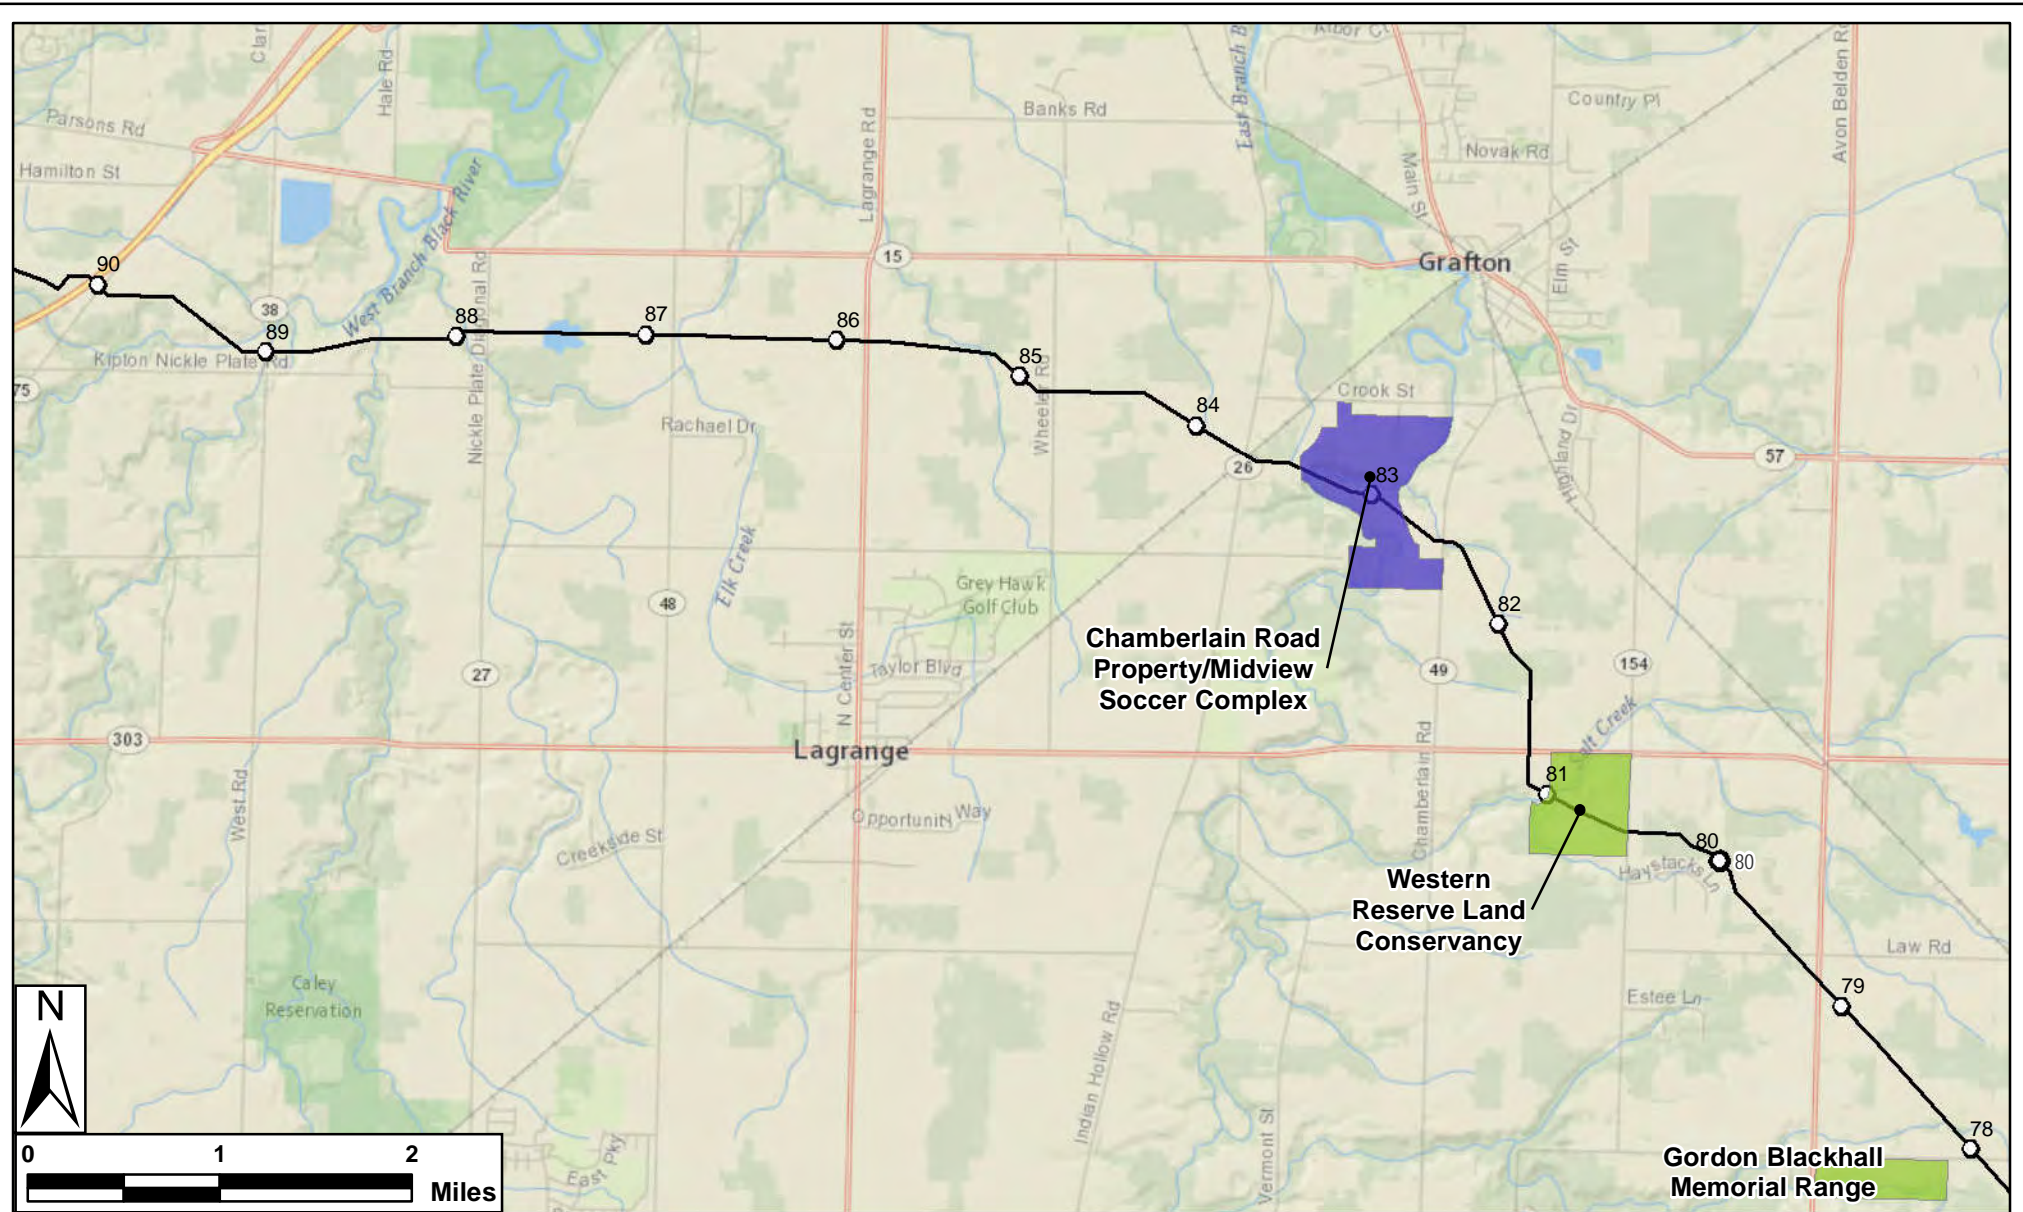 Clar
Hale Rd
Parsons Rd
Hamilton St
Lagrange Rd
Banks Rd
East Branch B
Arbor Ct
Main St
Country Pl
Novak Rd
Avon Belden Rd
West Branch Black River
15
Grafton
Elm St
90
38
89
88
87
86
85
84
83
Kipton Nickle Plate Rd
75
Nickle Plate Diagonal Rd
Rachael Dr
Wheeler Rd
Crook St
26
Highland Dr
57
Elk Creek
48
Grey Hawk
Golf Club
82
Chamberlain Road
Property/Midview
Soccer Complex
49
154
27
N Center St
Taylor Blvd
303
Lagrange
Salt Creek
81
West Rd
Opportunity Way
Creekside St
Chamberlain Rd
80
80
Haystacks Ln
Western
Reserve Land
Conservancy
Law Rd
Caley
Reservation
Estee Ln
79
Indian Hollow Rd
Vermont St
78
Gordon Blackhall
Memorial Range
East Pky
N
0 1 2
Miles